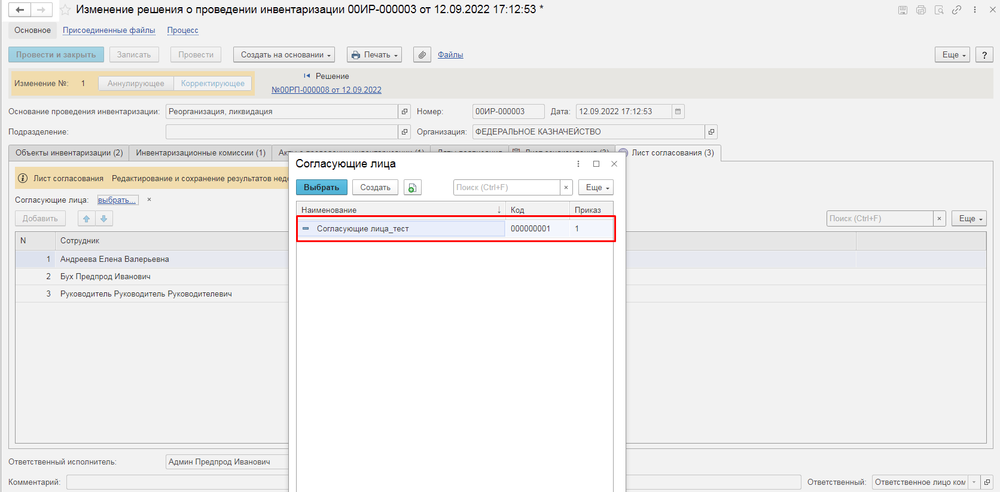 Изменение решения о проведении инвентаризации 00ИР-000003 от 12.09.2022 17:12:53 *
Основное Присоединенные файлы Процесс
Провести и закрыть Записать Провести Создать на основании Печать Файлы Еще ?
Изменение №: 1 Аннулирующее Корректирующее
Решение
№00РП-000008 от 12.09.2022
Основание проведения инвентаризации: Реорганизация, ликвидация Номер: 00ИР-000003 Дата: 12.09.2022 17:12:53
Подразделение: Организация: ФЕДЕРАЛЬНОЕ КАЗНАЧЕЙСТВО
Объекты инвентаризации (2) Инвентаризационные комиссии (1) Лист согласования (3)
Согласующие лица
Лист согласования Редактирование и сохранение результатов
Выбрать Создать Поиск (Ctrl+F) × Еще
Согласующие лица: выбрать... ×
Наименование ↓ Код Приказ
Добавить Поиск (Ctrl+F) × Еще
Согласующие лица_тест 000000001 1
N Сотрудник
1 Андреева Елена Валерьевна
2 Бух Предпрод Иванович
3 Руководитель Руководитель Руководителевич
Ответственный исполнитель: Админ Предпрод Иванович
Комментарий: Ответственный: Ответственное лицо ком